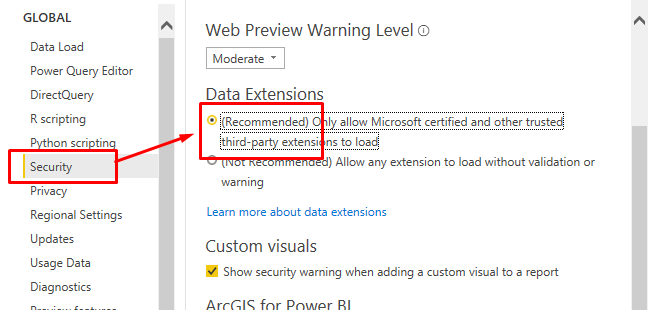 GLOBAL
Data Load
Power Query Editor
DirectQuery
R scripting
Python scripting
Security
Privacy
Regional Settings
Updates
Usage Data
Diagnostics
Preview features
Web Preview Warning Level
Moderate
Data Extensions
(Recommended) Only allow Microsoft certified and other trusted
third-party extensions to load
(Not Recommended) Allow any extension to load without validation or
warning
Learn more about data extensions
Custom visuals
Show security warning when adding a custom visual to a report
ArcGIS for Power BI